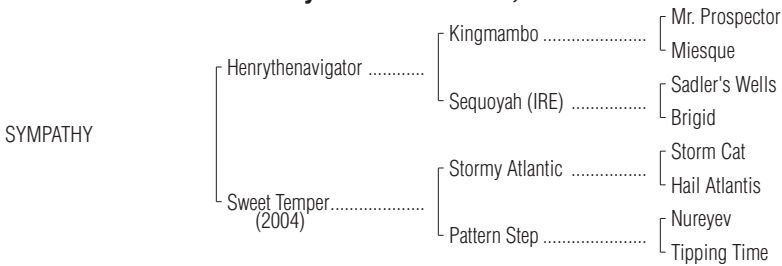 Mr. Prospector
Kingmambo ......................
Miesque
Henrythenavigator ............
Sadler's Wells
Sequoyah (IRE) ................
Brigid
SYMPATHY
Storm Cat
Stormy Atlantic ................
Hail Atlantis
Sweet Temper....................
(2004)
Nureyev
Pattern Step ......................
Tipping Time